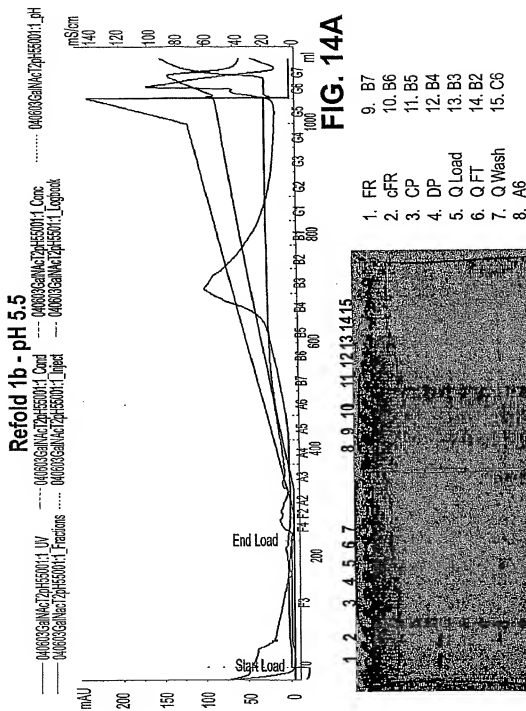 Refold 1b - pH 5.5
040603GalNAcT2pH55001:1_UV
040603GalNAcT2pH55001:1_Cond
040603GalNAcT2pH55001:1_Conc
040603GalNAcT2pH55001:1_pH
040603GalNAcT2pH55001:1_Fractions
040603GalNAcT2pH55001:1_Inject
040603GalNAcT2pH55001:1_Logbook
mAU
mS/cm
200
150
100
50
0
140
120
100
80
60
40
20
0
Start Load
End Load
F3 F4 F2 A2 A3 A4 A5 A6 B7 B6 B5 B4 B3 B2 B1 G1 G2 G3 G4 G5 G6 G7
0 200 400 600 800 1000 ml
FIG. 14A
1 2 3 4 5 6 7 8 9 10 11 12 13 14 15
1. FR
2. cFR
3. CP
4. DP
5. Q Load
6. Q FT
7. Q Wash
8. A6
9. B7
10. B6
11. B5
12. B4
13. B3
14. B2
15. C6